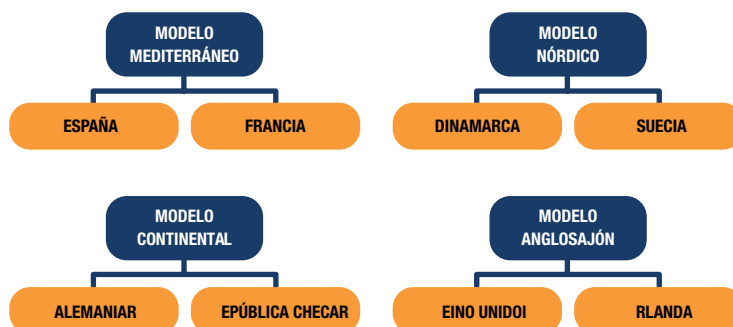 MODELO
MEDITERRÁNEO
MODELO
NÓRDICO
ESPAÑA
FRANCIA
DINAMARCA
SUECIA
MODELO
CONTINENTAL
MODELO
ANGLOSAJÓN
ALEMANIAR
EPÚBLICA CHECAR
EINO UNIDOI
RLANDA